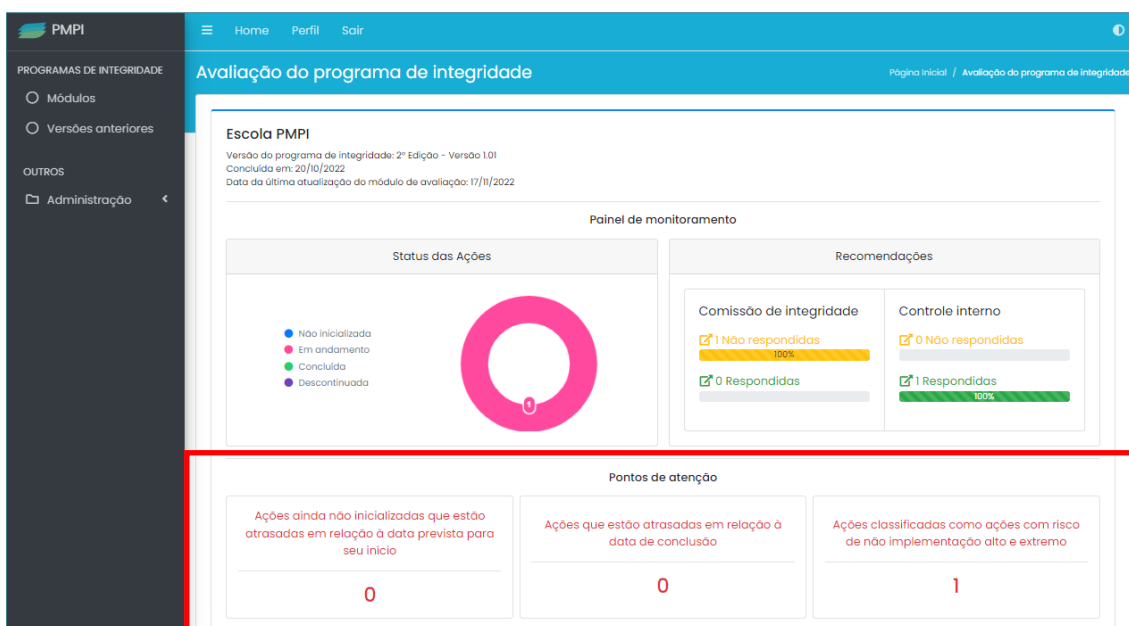 PMPI
Home Perfil Sair
PROGRAMAS DE INTEGRIDADE
Módulos
Versões anteriores
OUTROS
Administração
Avaliação do programa de integridade
Página Inicial / Avaliação do programa de integridade
Escola PMPI
Versão do programa de integridade: 2º Edição - Versão 1.01
Concluída em: 20/10/2022
Data da última atualização do módulo de avaliação: 17/11/2022
Painel de monitoramento
Status das Ações
Não inicializada
Em andamento
Concluída
Descontinuada
1
Recomendações
Comissão de integridade
1 Não respondidas
100%
0 Respondidas
Controle interno
0 Não respondidas
1 Respondidas
100%
Pontos de atenção
Ações ainda não inicializadas que estão
atrasadas em relação à data prevista para
seu inicio
0
Ações que estão atrasadas em relação à
data de conclusão
0
Ações classificadas como ações com risco
de não implementação alto e extremo
1